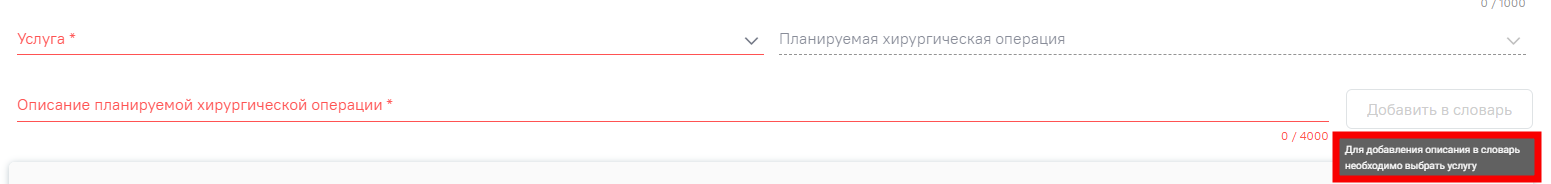 0 / 1000
Услуга *
Планируемая хирургическая операция
Описание планируемой хирургической операции *
Добавить в словарь
0 / 4000
Для добавления описания в словарь
необходимо выбрать услугу